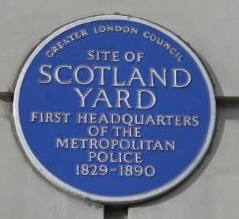 GREATER LONDON COUNCIL
SITE OF
SCOTLAND
YARD
FIRST HEADQUARTERS
OF THE
METROPOLITAN
POLICE
1829-1890